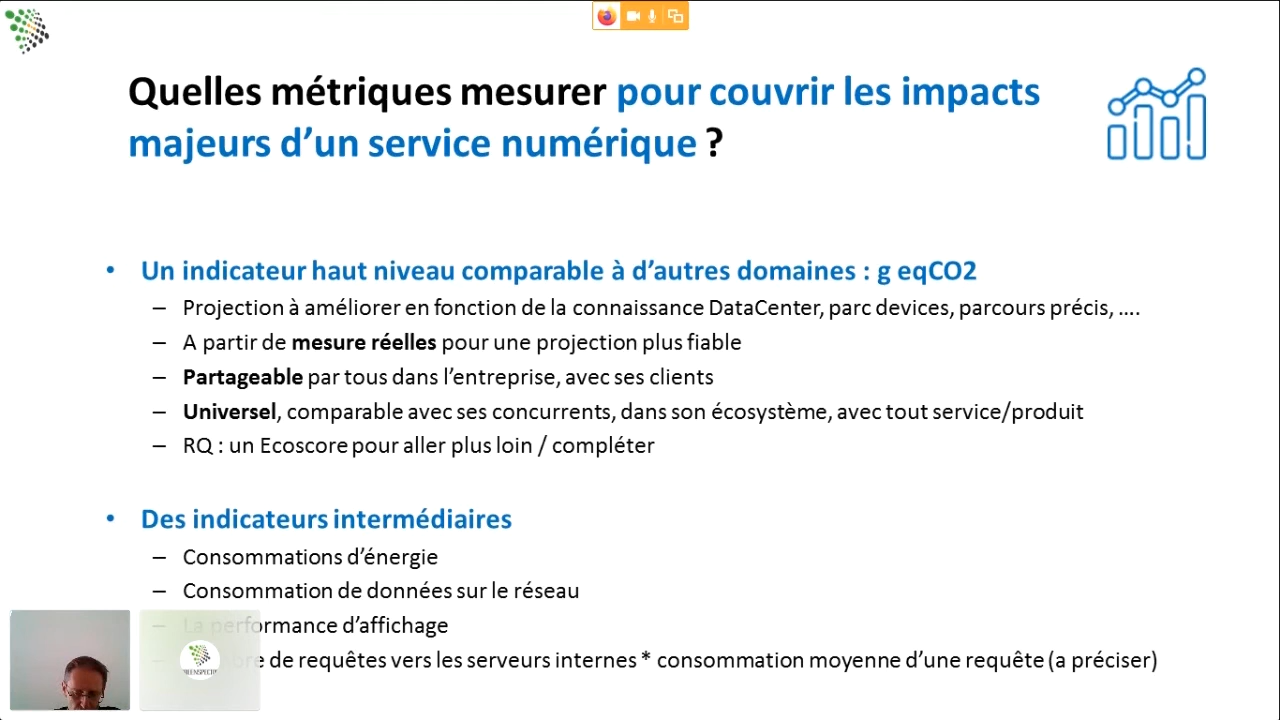 Quelles métriques mesurer pour couvrir les impacts
majeurs d’un service numérique ?
• Un indicateur haut niveau comparable à d’autres domaines : g eqCO2
– Projection à améliorer en fonction de la connaissance DataCenter, parc devices, parcours précis, ….
– A partir de mesure réelles pour une projection plus fiable
– Partageable par tous dans l’entreprise, avec ses clients
– Universel, comparable avec ses concurrents, dans son écosystème, avec tout service/produit
– RQ : un Ecoscore pour aller plus loin / compléter
• Des indicateurs intermédiaires
– Consommations d’énergie
– Consommation de données sur le réseau
La performance d’affichage
de requêtes vers les serveurs internes * consommation moyenne d’une requête (a préciser)